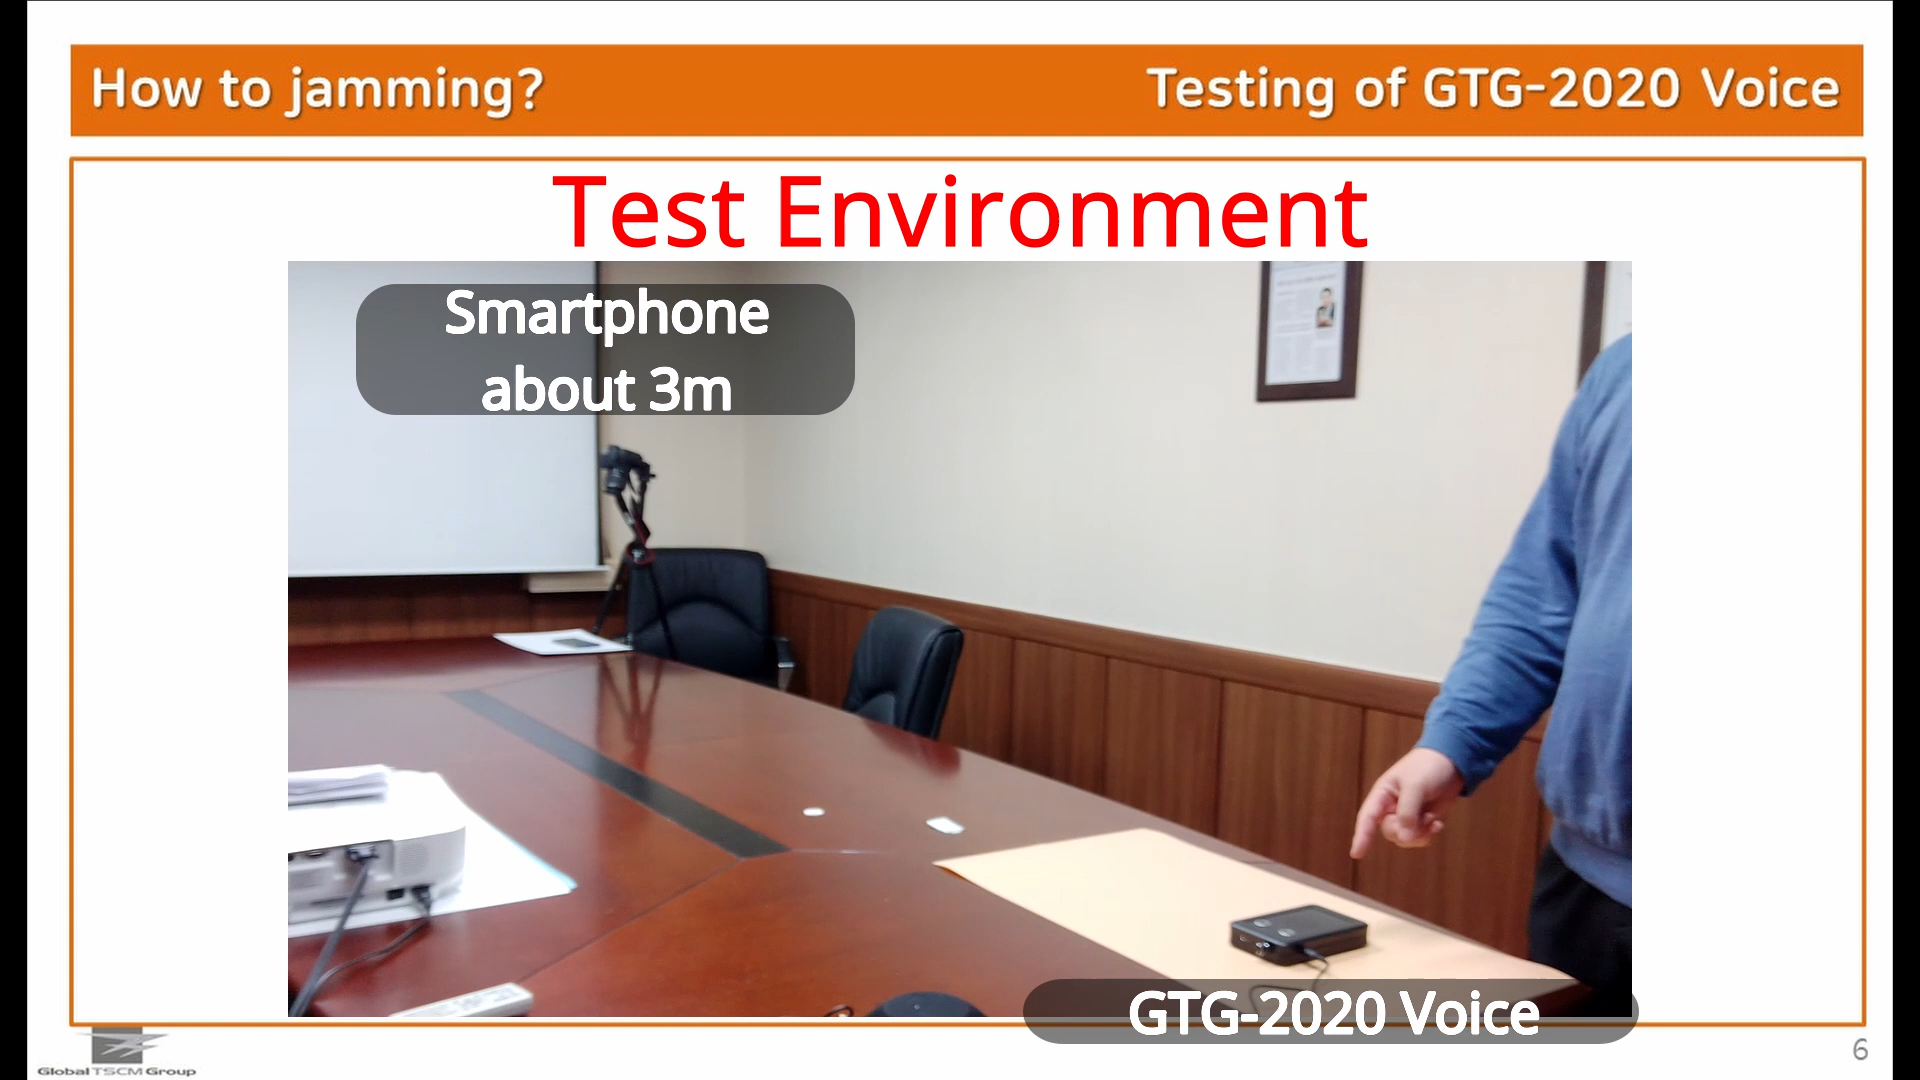 How to jamming?
Testing of GTG-2020 Voice
Test Environment
Smartphone
about 3m
GTG-2020 Voice
Global TSCM Group
6